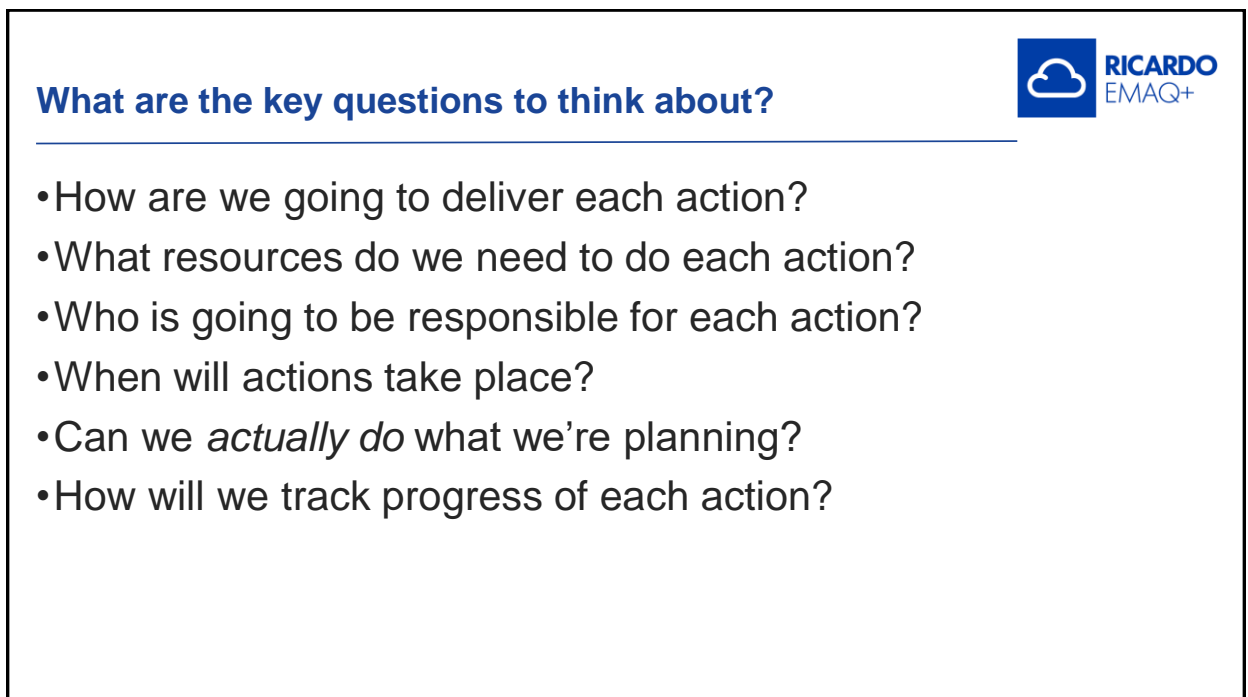 RICARDO
EMAQ+
What are the key questions to think about?
•How are we going to deliver each action?
•What resources do we need to do each action?
•Who is going to be responsible for each action?
•When will actions take place?
•Can we actually do what we’re planning?
•How will we track progress of each action?